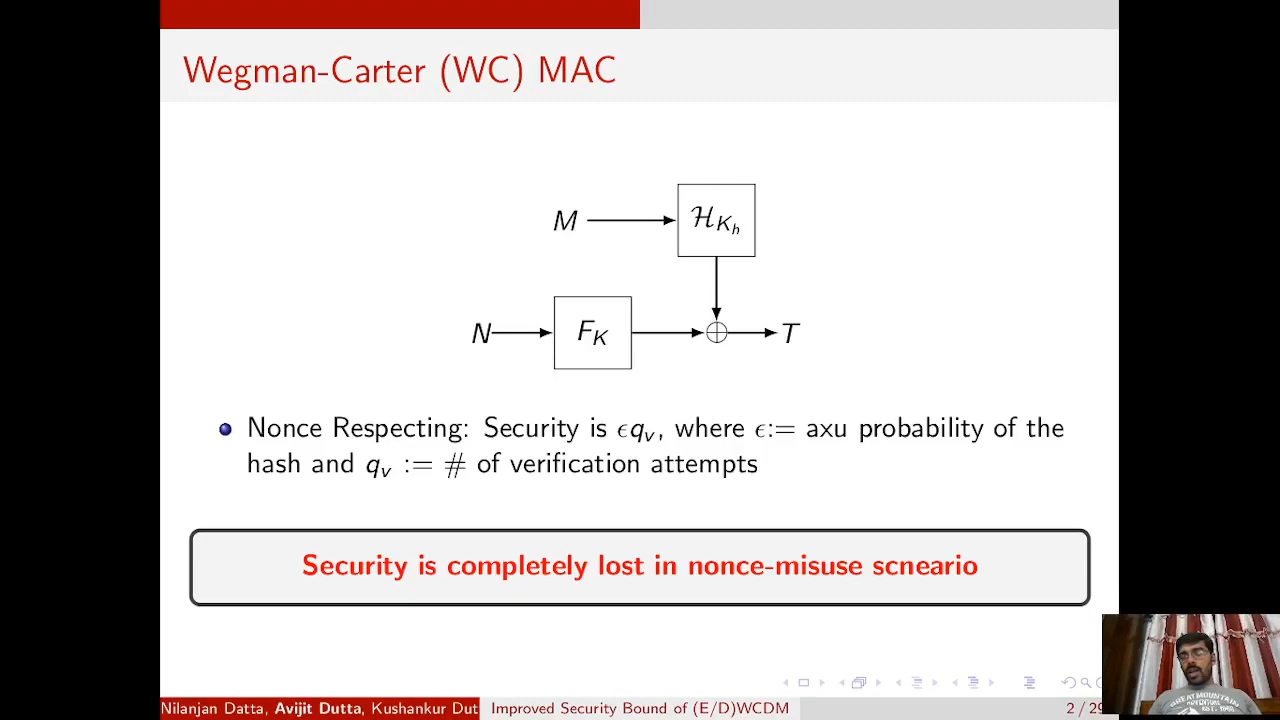 Wegman-Carter (WC) MAC
M
ℋ_{K_h}
N
F_K
⊕
T
Nonce Respecting: Security is ϵq_v, where ϵ:= axu probability of the
hash and q_v := # of verification attempts
Security is completely lost in nonce-misuse scneario
Nilanjan Datta, Avijit Dutta, Kushankur Dut
Improved Security Bound of (E/D)WCDM
2 / 29
GREAT MOUNTAIN